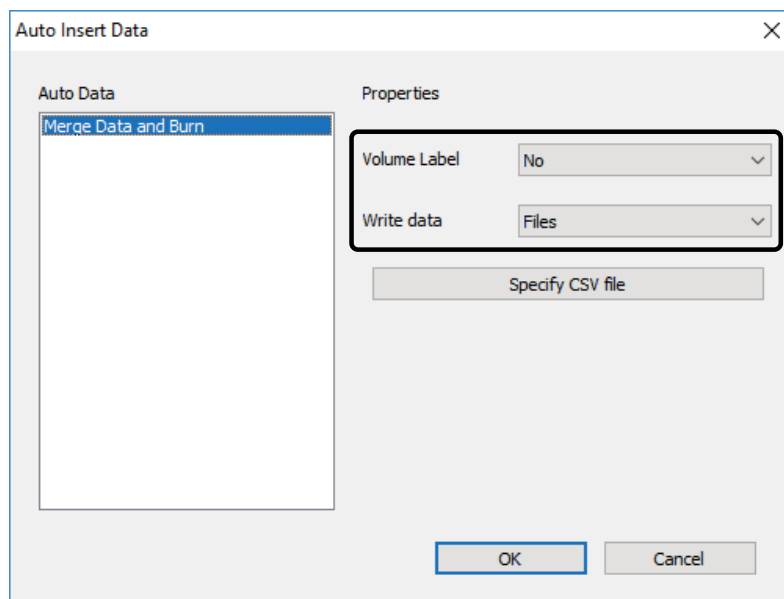 Auto Insert Data
Auto Data
Merge Data and Burn
Properties
Volume Label No
Write data Files
Specify CSV file
OK Cancel